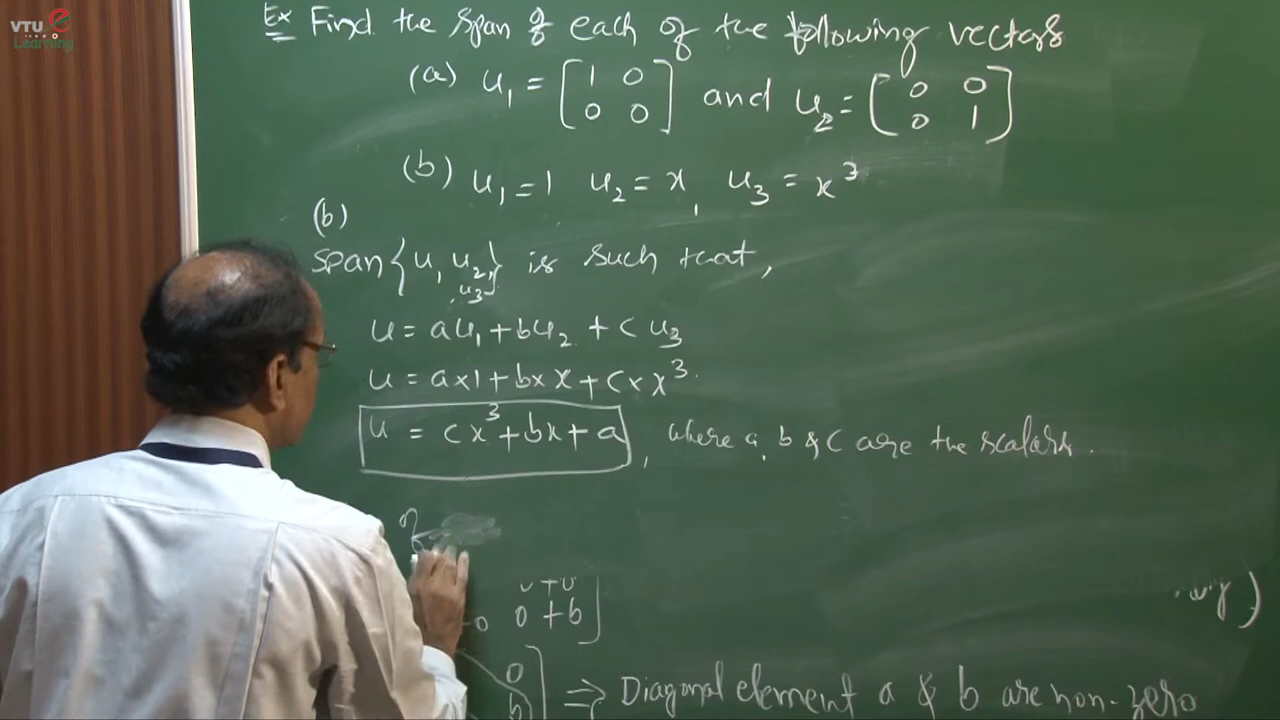 VTU e Learning
Ex Find the span of each of the following vectors
(a) u₁ = [1 0 0 0] and u₂ = [0 0 0 1]
(b) u₁ = 1 u₂ = x, u₃ = x³
(b)
span{u₁, u₂, u₃} is such that,
u = au₁ + bu₂ + cu₃
u = a×1 + b×x + c×x³.
u = cx³ + bx + a, where a, b & c are the scalars.
0 + b]
0
b] ⇒ Diagonal element a & b are non-zero